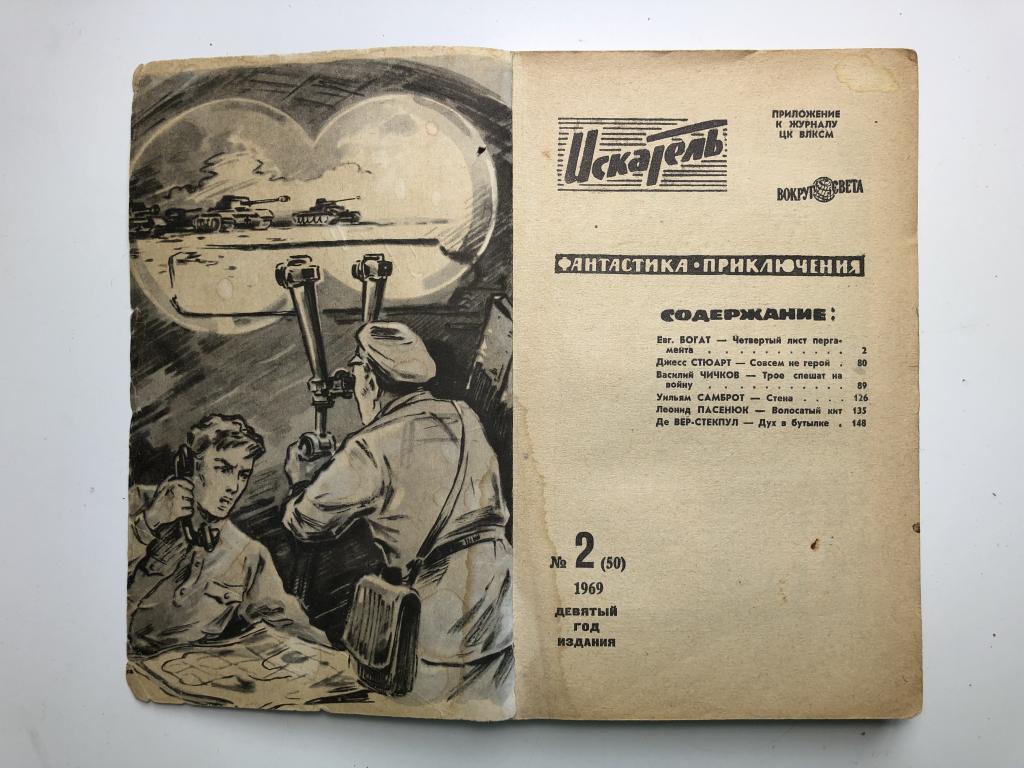 Искатель
ПРИЛОЖЕНИЕ
К ЖУРНАЛУ
ЦК ВЛКСМ
ВОКРУГ СВЕТА
ФАНТАСТИКА • ПРИКЛЮЧЕНИЯ
СОДЕРЖАНИЕ:
Евг. БОГАТ — Четвертый лист перга-
мента . . . . . . . . . . . 2
Джесс СТЮАРТ — Совсем не герой . 80
Василий ЧИЧКОВ — Трое спешат на
войну . . . . . . . . . . . 89
Уильям САМБРОТ — Стена . . . . 126
Леонид ПАСЕНЮК — Волосатый кит 135
Де ВЕР-СТЕКПУЛ — Дух в бутылке . 148
№ 2 (50)
1969
ДЕВЯТЫЙ
ГОД
ИЗДАНИЯ